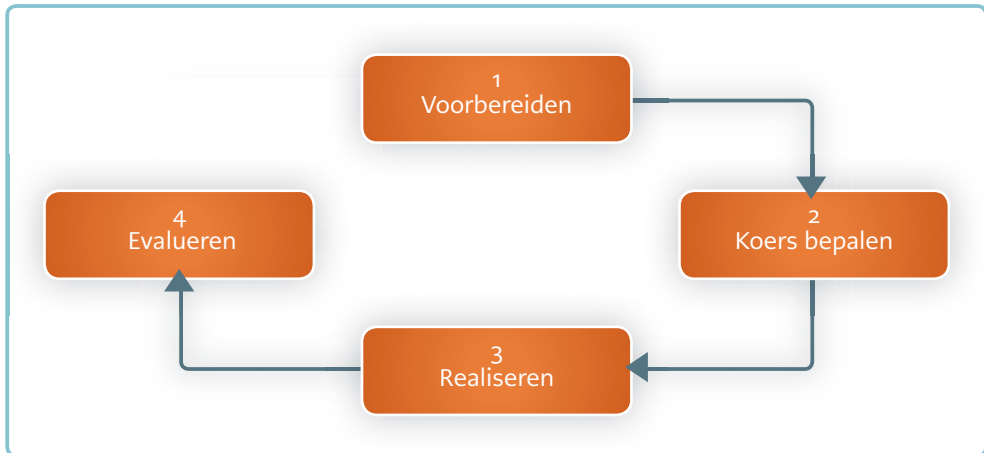 1
Voorbereiden
2
Koers bepalen
3
Realiseren
4
Evalueren